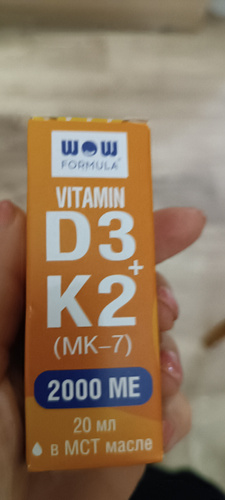 WOW
FORMULA
VITAMIN
D3
+
K2
(MK–7)
2000 ME
20 мл
в МСТ масле